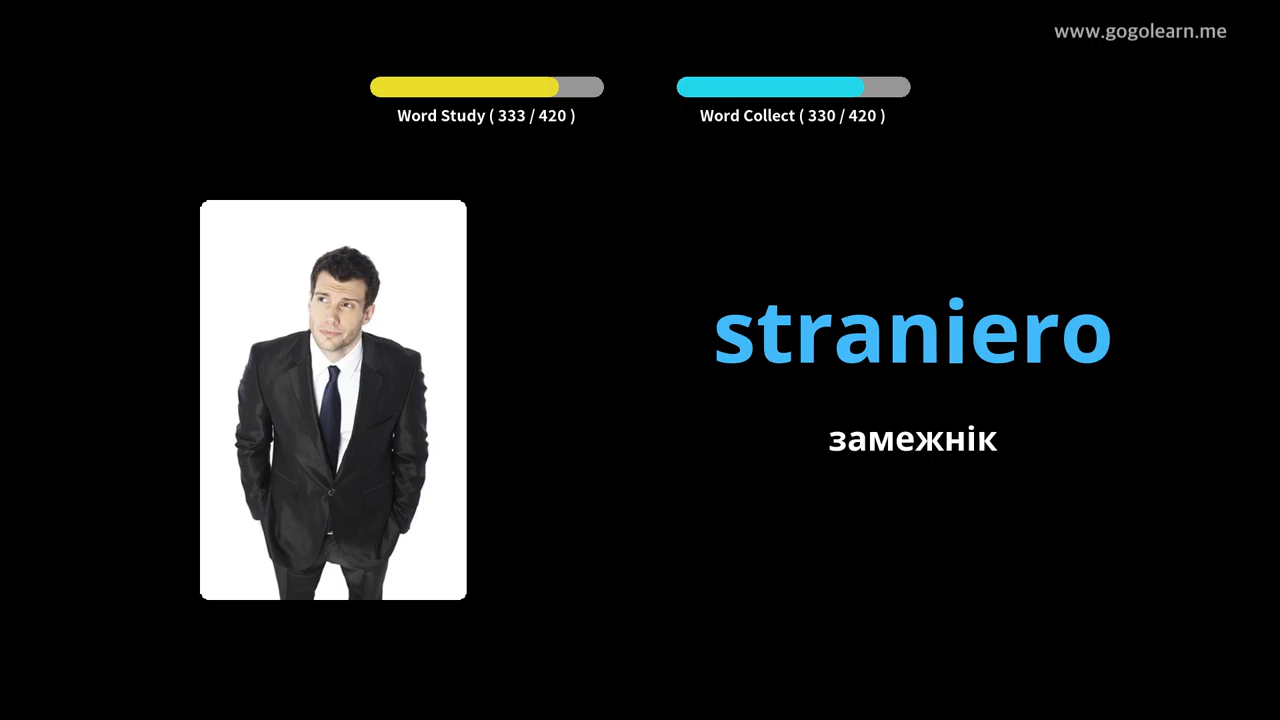 www.gogolearn.me
Word Study ( 333 / 420 )
Word Collect ( 330 / 420 )
straniero
замежнік